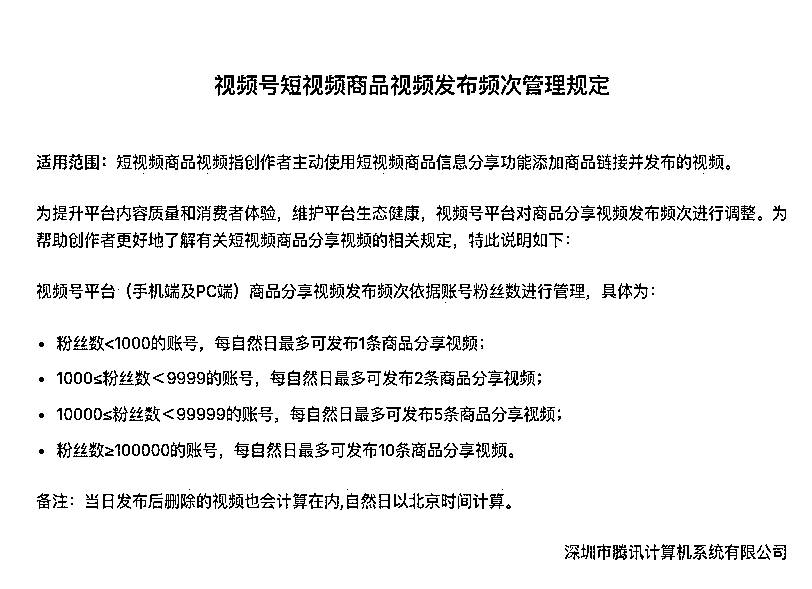 视频号短视频商品视频发布频次管理规定
适用范围：短视频商品视频指创作者主动使用短视频商品信息分享功能添加商品链接并发布的视频。
为提升平台内容质量和消费者体验，维护平台生态健康，视频号平台对商品分享视频发布频次进行调整。为
帮助创作者更好地了解有关短视频商品分享视频的相关规定，特此说明如下：
视频号平台（手机端及PC端）商品分享视频发布频次依据账号粉丝数进行管理，具体为：
• 粉丝数<1000的账号，每自然日最多可发布1条商品分享视频；
• 1000≤粉丝数＜9999的账号，每自然日最多可发布2条商品分享视频；
• 10000≤粉丝数＜99999的账号，每自然日最多可发布5条商品分享视频；
• 粉丝数≥100000的账号，每自然日最多可发布10条商品分享视频。
备注：当日发布后删除的视频也会计算在内,自然日以北京时间计算。
深圳市腾讯计算机系统有限公司